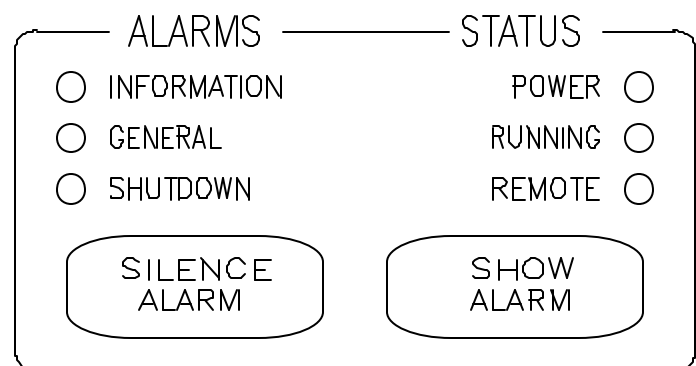 ALARMS STATUS
INFORMATION POWER
GENERAL RUNNING
SHUTDOWN REMOTE
SILENCE ALARM
SHOW ALARM